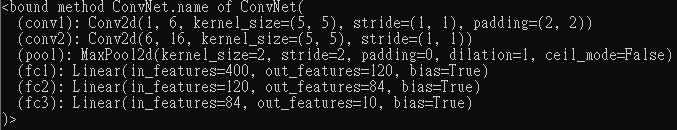 <bound method ConvNet.name of ConvNet(
  (conv1): Conv2d(1, 6, kernel_size=(5, 5), stride=(1, 1), padding=(2, 2))
  (conv2): Conv2d(6, 16, kernel_size=(5, 5), stride=(1, 1))
  (pool): MaxPool2d(kernel_size=2, stride=2, padding=0, dilation=1, ceil_mode=False)
  (fc1): Linear(in_features=400, out_features=120, bias=True)
  (fc2): Linear(in_features=120, out_features=84, bias=True)
  (fc3): Linear(in_features=84, out_features=10, bias=True)
)>